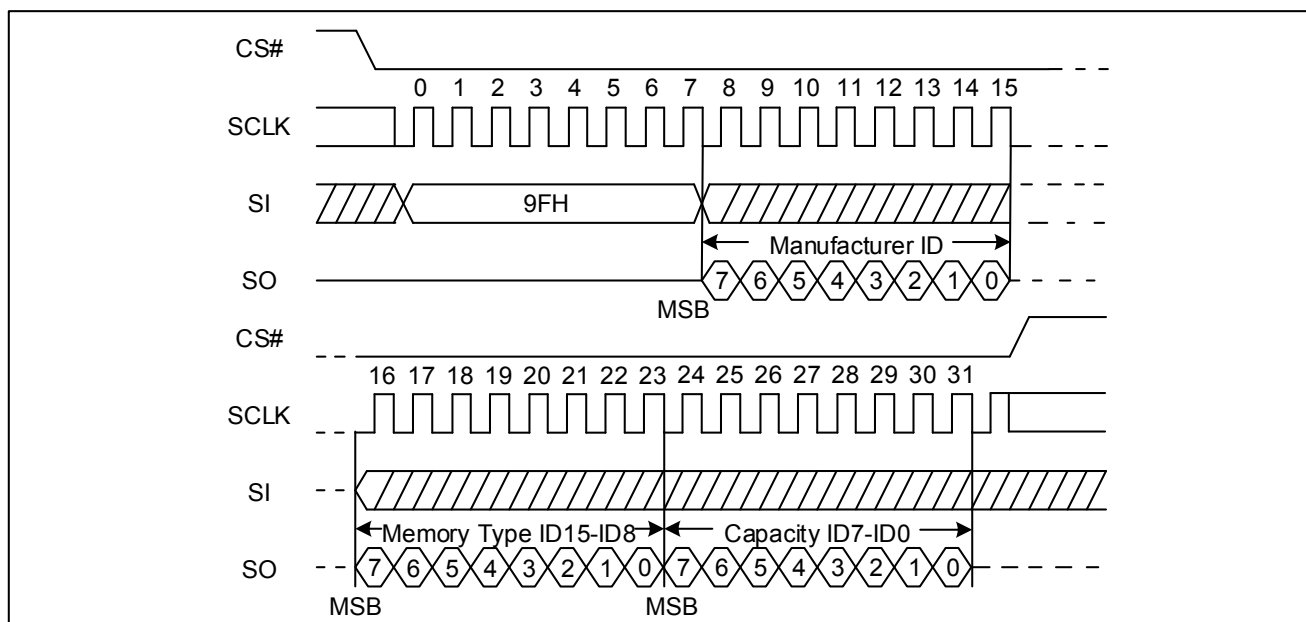 CS#
0 1 2 3 4 5 6 7 8 9 10 11 12 13 14 15
SCLK
SI 9FH
Manufacturer ID
SO 7 6 5 4 3 2 1 0
MSB
CS#
16 17 18 19 20 21 22 23 24 25 26 27 28 29 30 31
SCLK
SI
Memory Type ID15-ID8 Capacity ID7-ID0
SO 7 6 5 4 3 2 1 0 7 6 5 4 3 2 1 0
MSB MSB